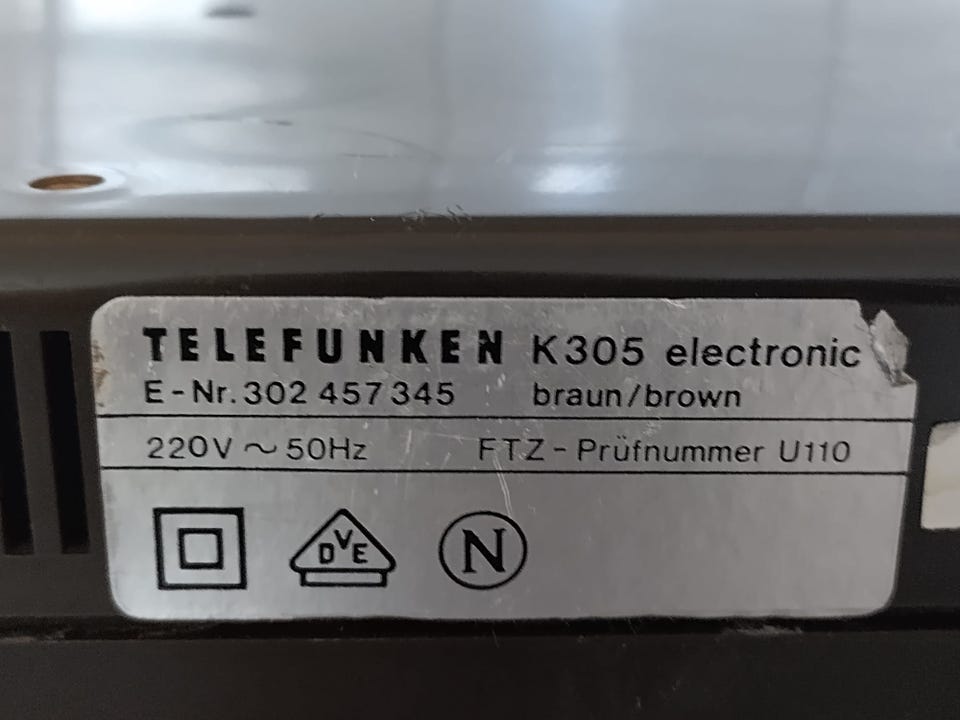 TELEFUNKEN K305 electronic
E-Nr. 302 457 345 braun/brown
220V ~ 50Hz FTZ-Prüfnummer U110
DVE N